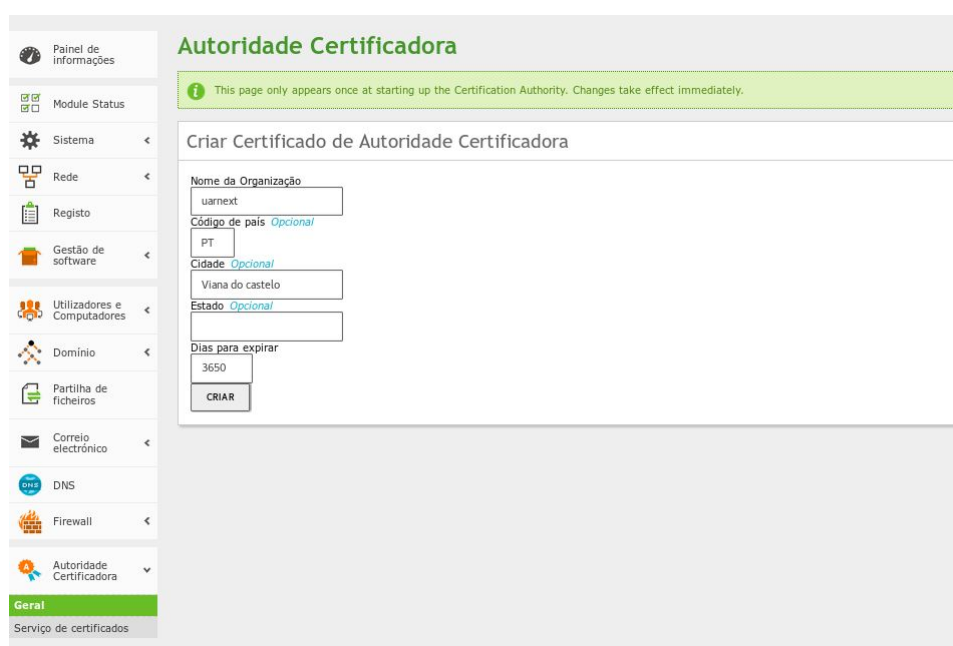 Painel de
informações
Module Status
Sistema
Rede
Registo
Gestão de
software
Utilizadores e
Computadores
Domínio
Partilha de
ficheiros
Correio
electrónico
DNS
DNS
Firewall
A
Autoridade
Certificadora
Geral
Serviço de certificados
Autoridade Certificadora
i This page only appears once at starting up the Certification Authority. Changes take effect immediately.
Criar Certificado de Autoridade Certificadora
Nome da Organização
uarnext
Código de país Opcional
PT
Cidade Opcional
Viana do castelo
Estado Opcional
Dias para expirar
3650
CRIAR